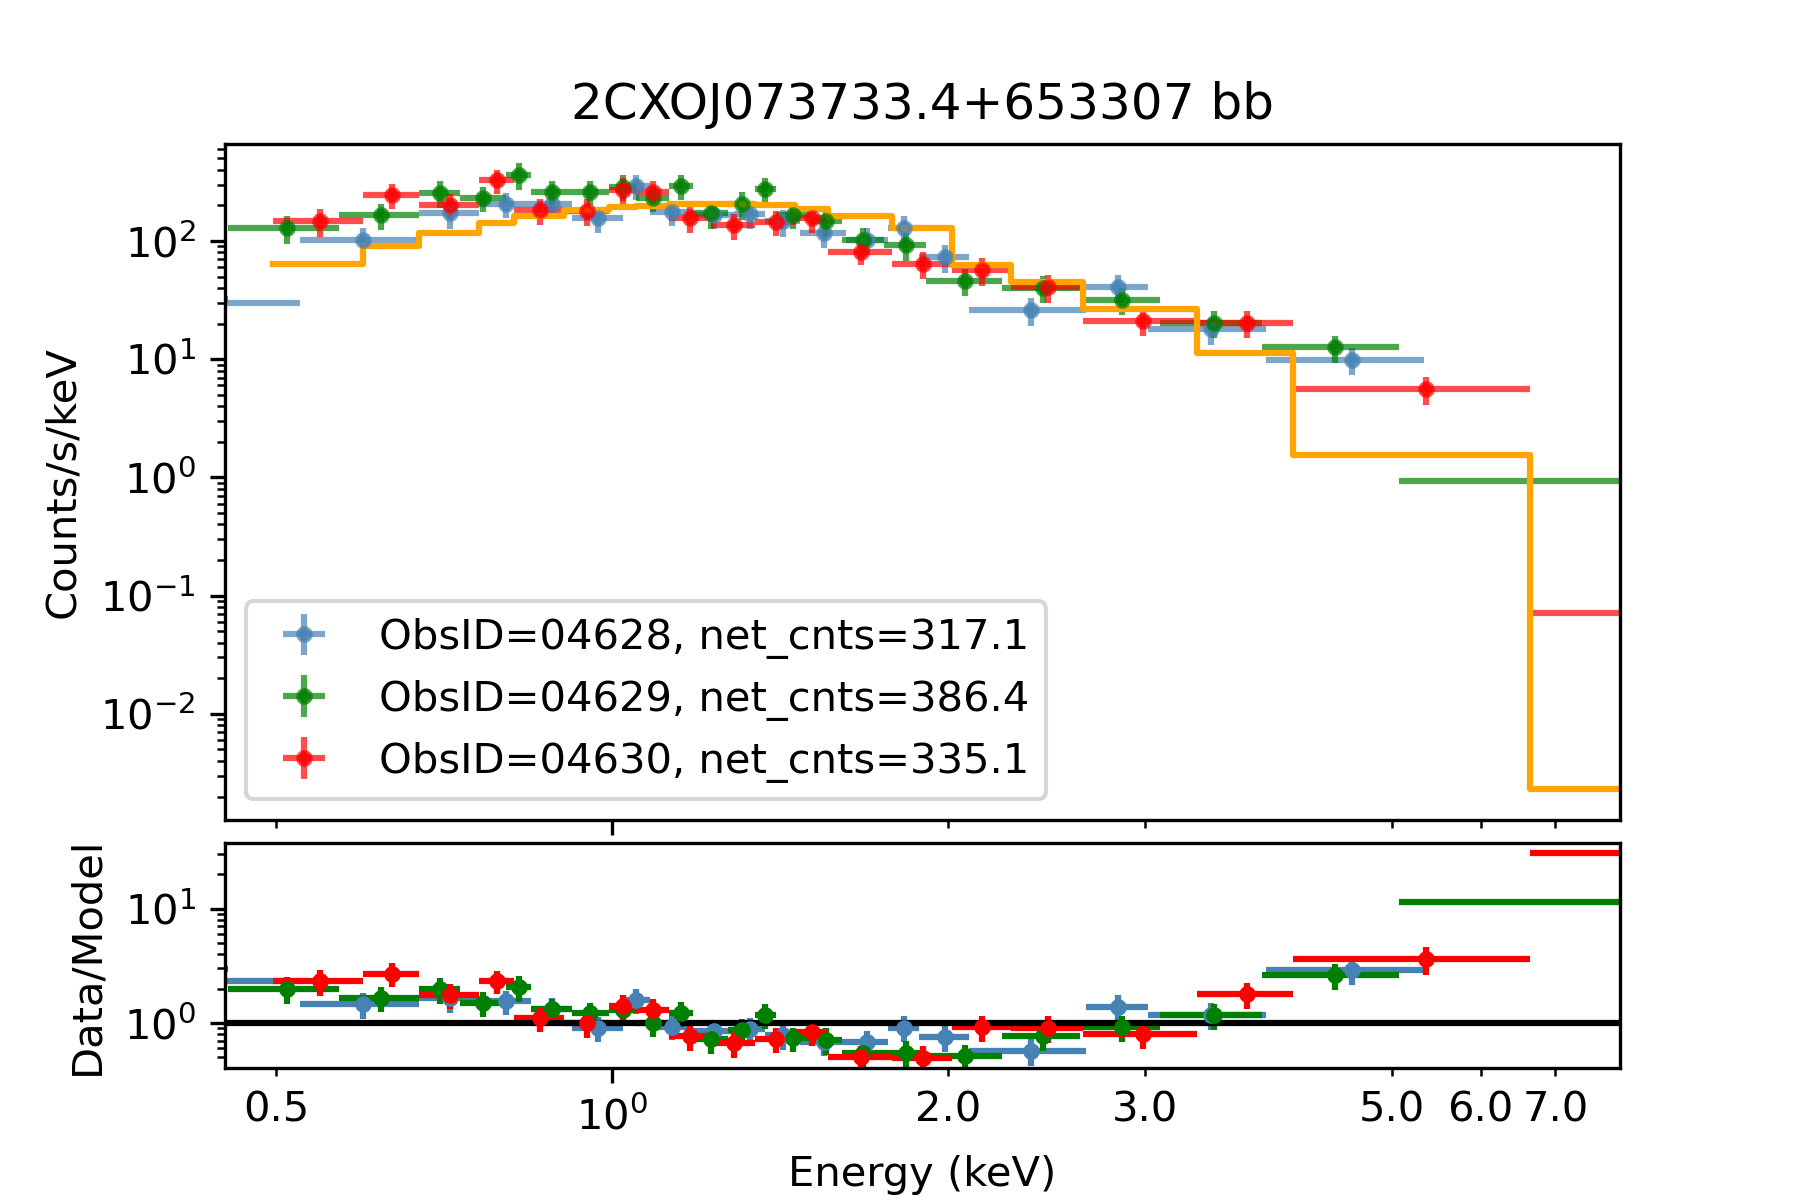 2CXOJ073733.4+653307 bb
Counts/s/keV
10²
10¹
10⁰
10⁻¹
10⁻²
ObsID=04628, net_cnts=317.1
ObsID=04629, net_cnts=386.4
ObsID=04630, net_cnts=335.1
Data/Model
10¹
10⁰
0.5 10⁰ 2.0 3.0 5.0 6.0 7.0
Energy (keV)